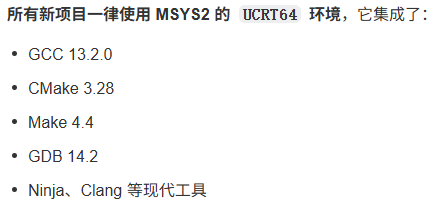 所有新项目一律使用 MSYS2 的 UCRT64 环境，它集成了：
• GCC 13.2.0
• CMake 3.28
• Make 4.4
• GDB 14.2
• Ninja、Clang 等现代工具